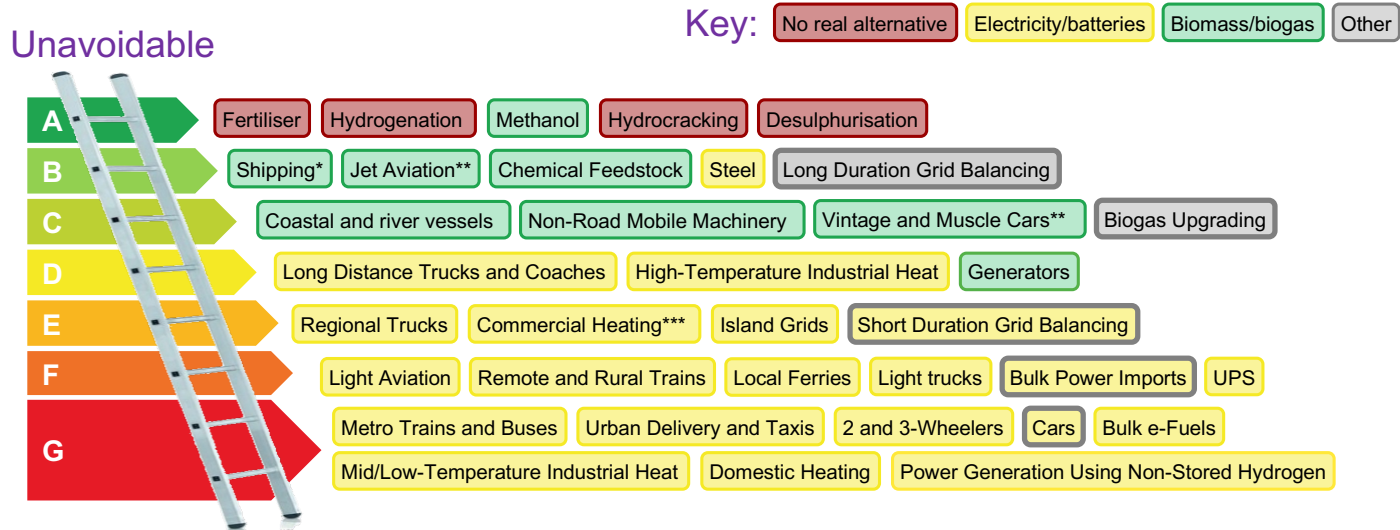 Key: No real alternative Electricity/batteries Biomass/biogas Other
Unavoidable
A Fertiliser Hydrogenation Methanol Hydrocracking Desulphurisation
B Shipping* Jet Aviation** Chemical Feedstock Steel Long Duration Grid Balancing
C Coastal and river vessels Non-Road Mobile Machinery Vintage and Muscle Cars** Biogas Upgrading
D Long Distance Trucks and Coaches High-Temperature Industrial Heat Generators
E Regional Trucks Commercial Heating*** Island Grids Short Duration Grid Balancing
F Light Aviation Remote and Rural Trains Local Ferries Light trucks Bulk Power Imports UPS
G Metro Trains and Buses Urban Delivery and Taxis 2 and 3-Wheelers Cars Bulk e-Fuels
Mid/Low-Temperature Industrial Heat Domestic Heating Power Generation Using Non-Stored Hydrogen